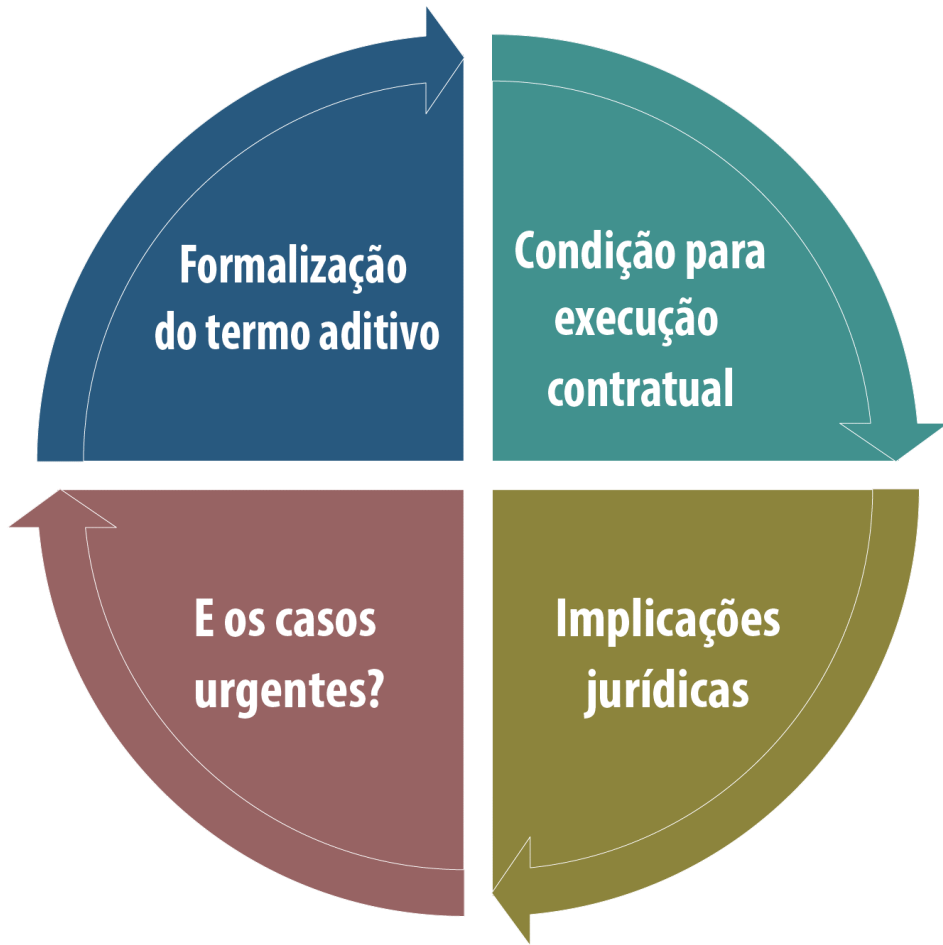 Formalização
do termo aditivo
Condição para
execução
contratual
Implicações
jurídicas
E os casos
urgentes?